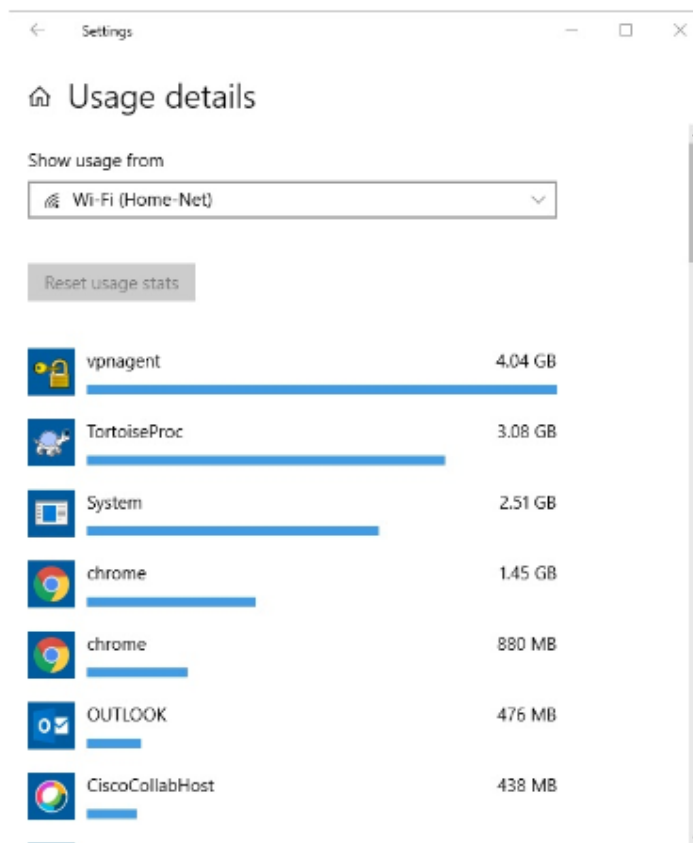 Settings
Usage details
Show usage from
Wi-Fi (Home-Net)
Reset usage stats
vpnagent 4.04 GB
TortoiseProc 3.08 GB
System 2.51 GB
chrome 1.45 GB
chrome 880 MB
OUTLOOK 476 MB
CiscoCollabHost 438 MB